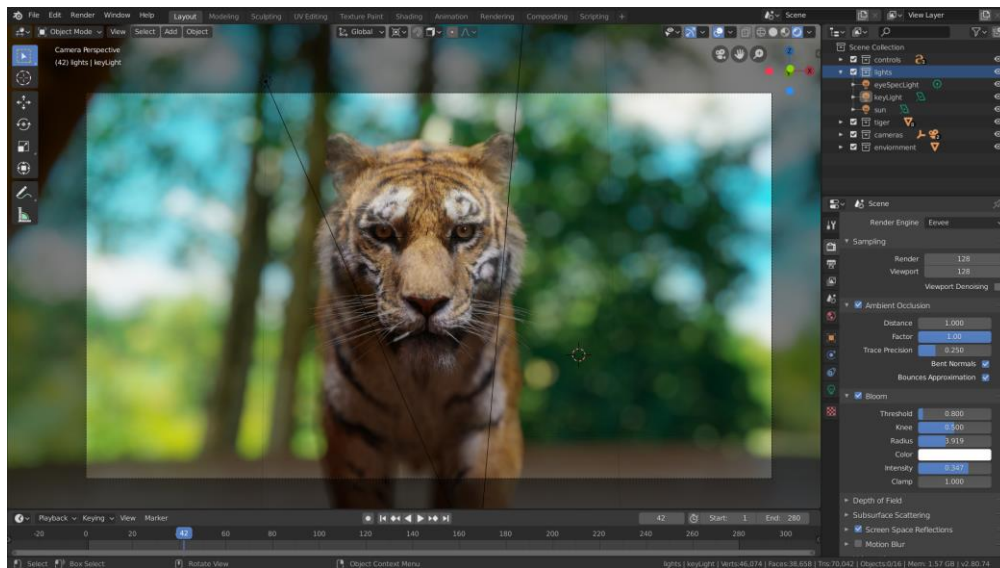 File Edit Render Window Help Layout Modeling Sculpting UV Editing Texture Paint Shading Animation Rendering Compositing Scripting + Scene View Layer
Object Mode View Select Add Object Global
Camera Perspective
(42) lights | keyLight
Scene Collection
controls
lights
eyeSpecLight
keyLight
sun
tiger
cameras
enviornment
Scene
Render Engine Eevee
Sampling
Render 128
Viewport 128
Viewport Denoising
Ambient Occlusion
Distance 1.000
Factor 1.00
Trace Precision 0.250
Bent Normals
Bounces Approximation
Bloom
Threshold 0.800
Knee 0.500
Radius 3.919
Color
Intensity 0.347
Clamp 1.000
Depth of Field
Subsurface Scattering
Screen Space Reflections
Motion Blur
Playback Keying View Marker 42 Start: 1 End: 280
-20 0 20 42 60 80 100 120 140 160 180 200 220 240 260 280 300
Select Box Select Rotate View Object Context Menu lights | keyLight | Verts:46,074 | Faces:38,658 | Tris:70,042 | Objects:0/16 | Mem: 1.57 GB | v2.80.74